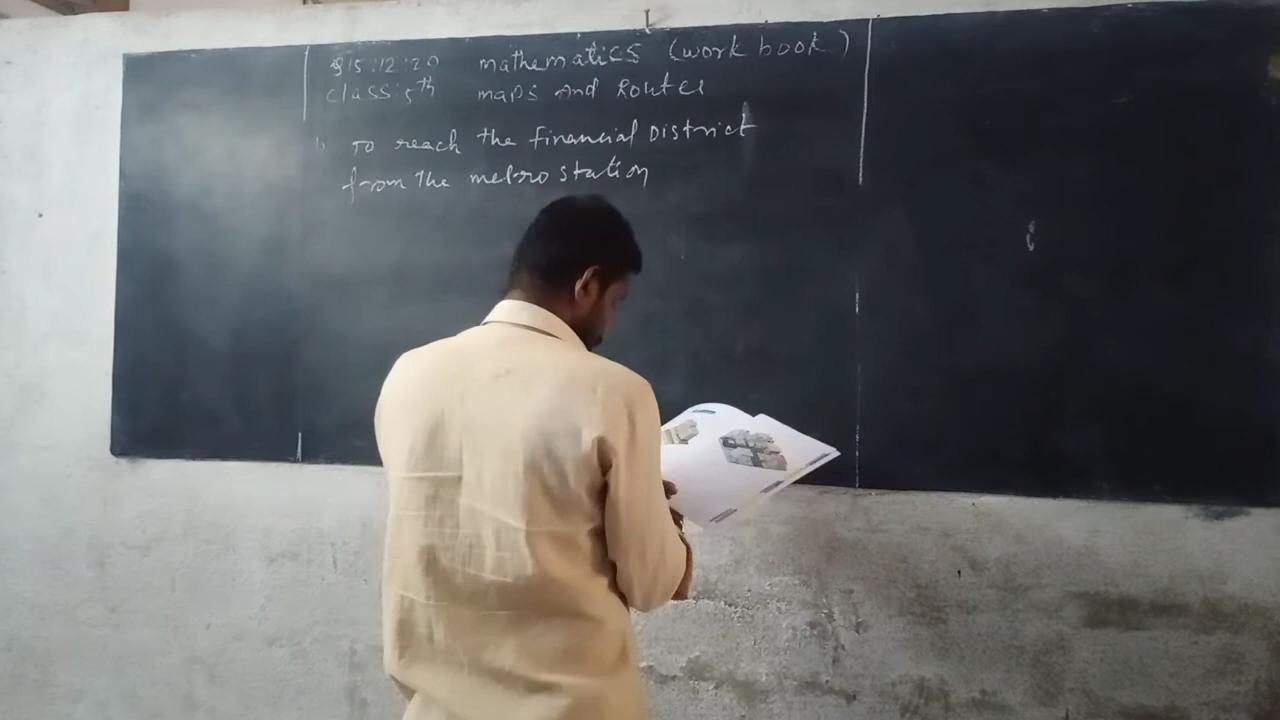 15:12:20 mathematics (work book)
class:5th maps And Routes
1. To reach the financial District
from The metro station